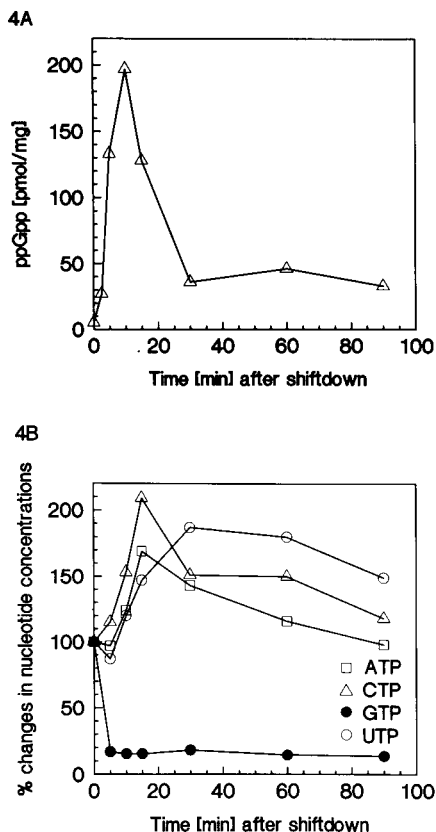 4A
200
150
100
50
0
ppGpp [pmol/mg]
0 20 40 60 80 100
Time [min] after shiftdown
4B
200
150
100
50
0
% changes in nucleotide concentrations
ATP
CTP
GTP
UTP
0 20 40 60 80 100
Time [min] after shiftdown